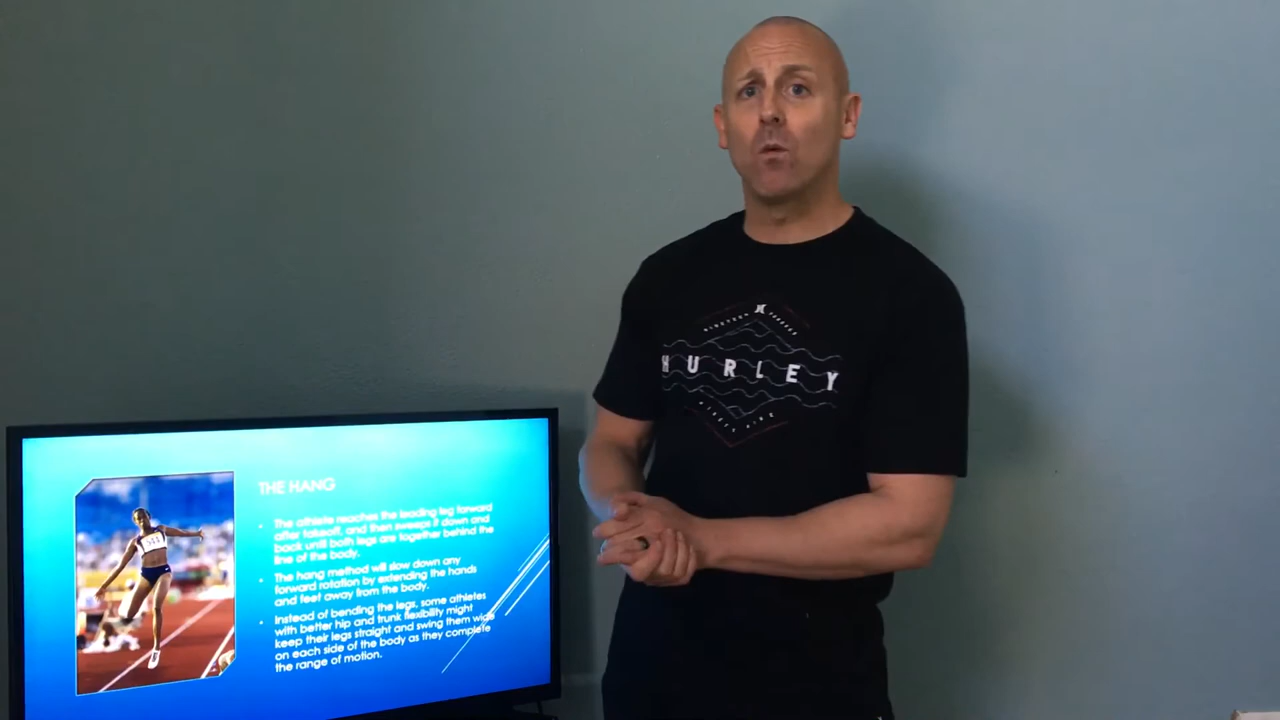 HURLEY
THE HANG
The athlete reaches the leading leg forward
after takeoff, and then sweeps it down and
back until both legs are together behind the
line of the body.
The hang method will slow down any
forward rotation by extending the hands
and feet away from the body.
Instead of bending the legs, some athletes
with better hip and trunk flexibility might
keep their legs straight and swing them wide
on each side of the body as they complete
the range of motion.